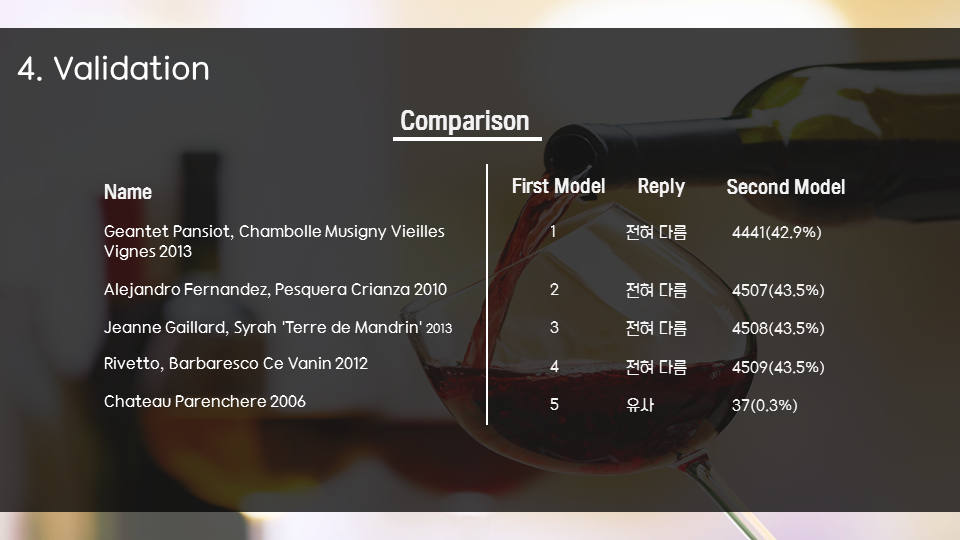 4. Validation
Comparison
Name First Model Reply Second Model
Geantet Pansiot, Chambolle Musigny Vieilles
Vignes 2013 1 전혀 다름 4441(42.9%)
Alejandro Fernandez, Pesquera Crianza 2010 2 전혀 다름 4507(43.5%)
Jeanne Gaillard, Syrah 'Terre de Mandrin' 2013 3 전혀 다름 4508(43.5%)
Rivetto, Barbaresco Ce Vanin 2012 4 전혀 다름 4509(43.5%)
Chateau Parenchere 2006 5 유사 37(0.3%)